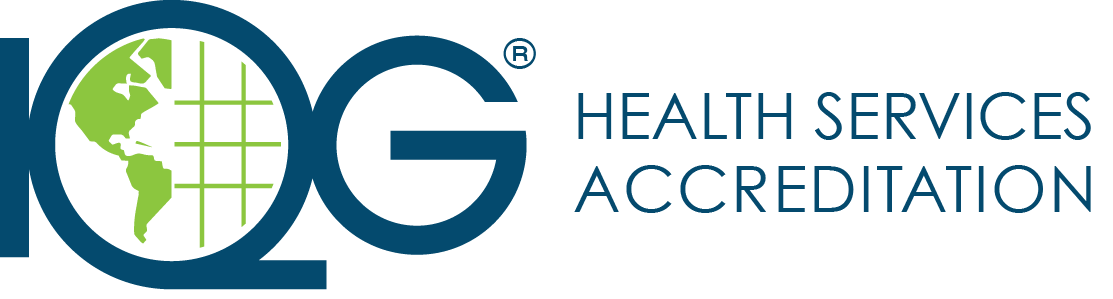 IQG®
HEALTH SERVICES
ACCREDITATION